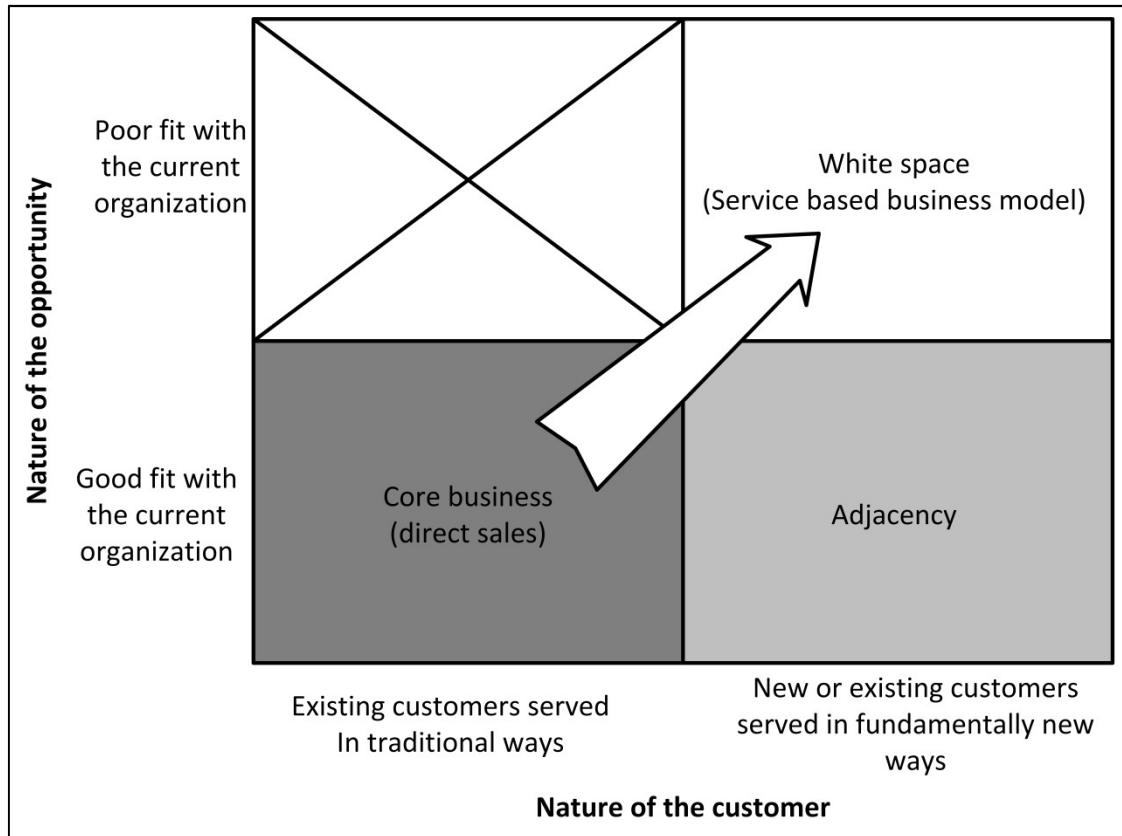 Nature of the opportunity
Poor fit with
the current
organization
White space
(Service based business model)
Good fit with
the current
organization
Core business
(direct sales)
Adjacency
Existing customers served
In traditional ways
New or existing customers
served in fundamentally new
ways
Nature of the customer